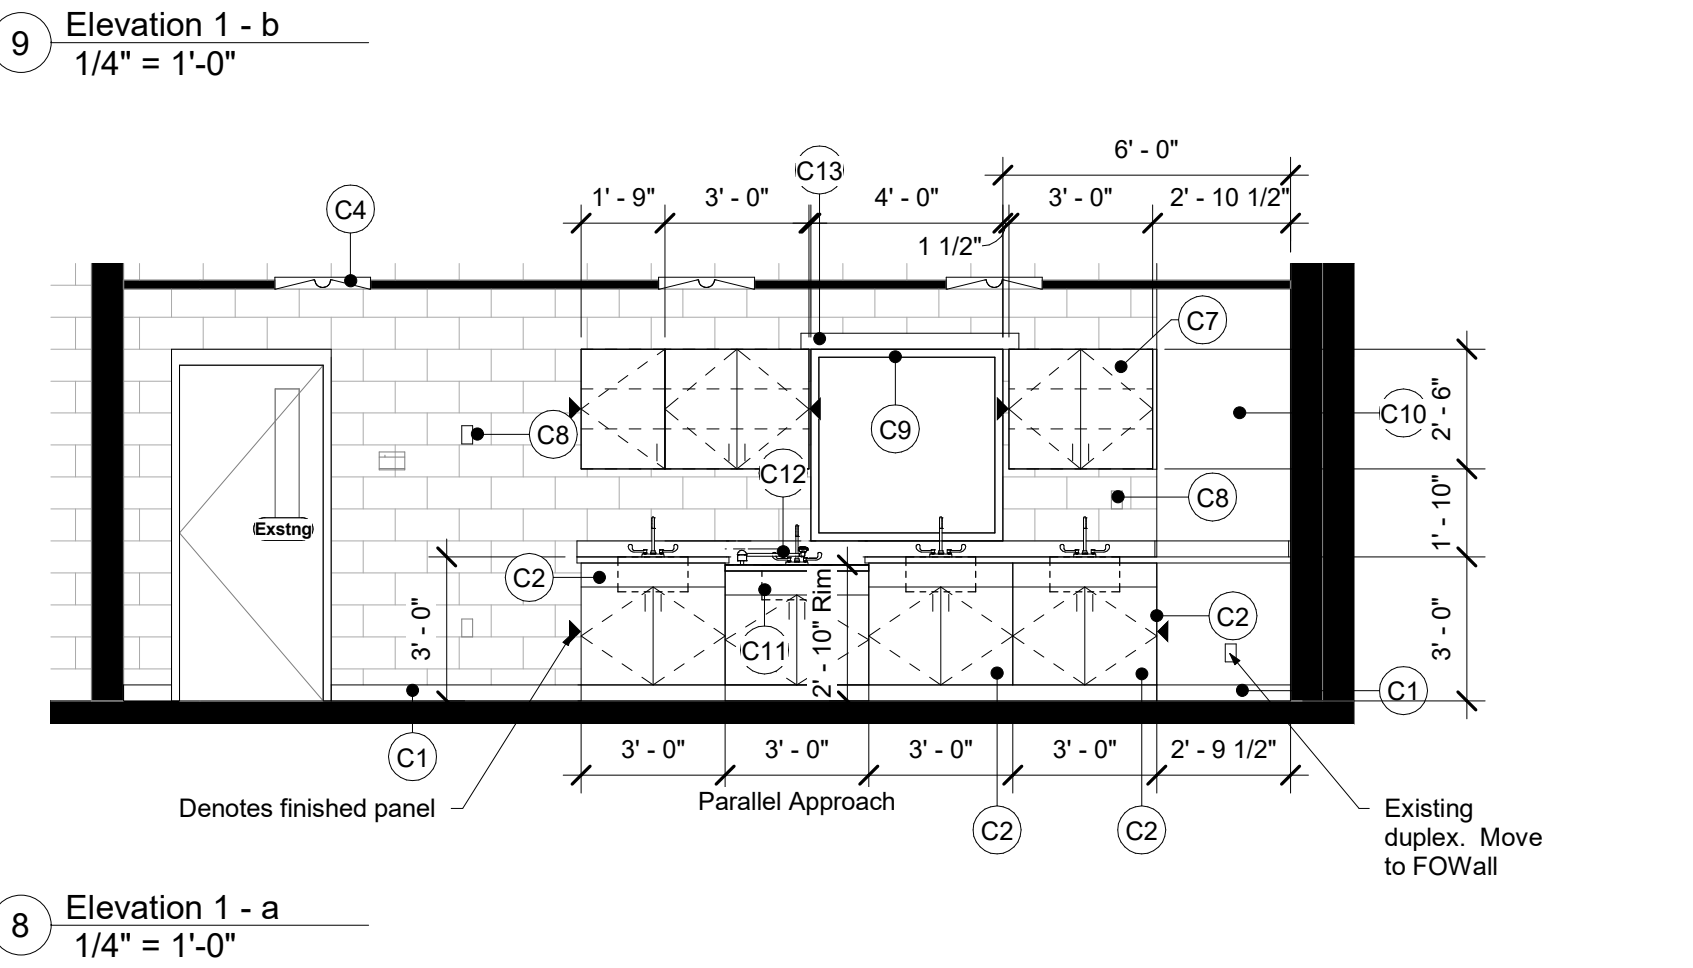 9
Elevation 1 - b
1/4" = 1'-0"
6' - 0"
C13
1' - 9"
3' - 0"
4' - 0"
3' - 0"
2' - 10 1/2"
C4
1 1/2"
C7
C8
C9
C10
2' - 6"
C12
C8
1' - 10"
Exstng
C2
3' - 0"
2' - 10" Rim
C11
C2
3' - 0"
C1
C1
3' - 0"
3' - 0"
3' - 0"
3' - 0"
2' - 9 1/2"
Denotes finished panel
Parallel Approach
C2
C2
Existing
duplex. Move
to FOWall
8
Elevation 1 - a
1/4" = 1'-0"